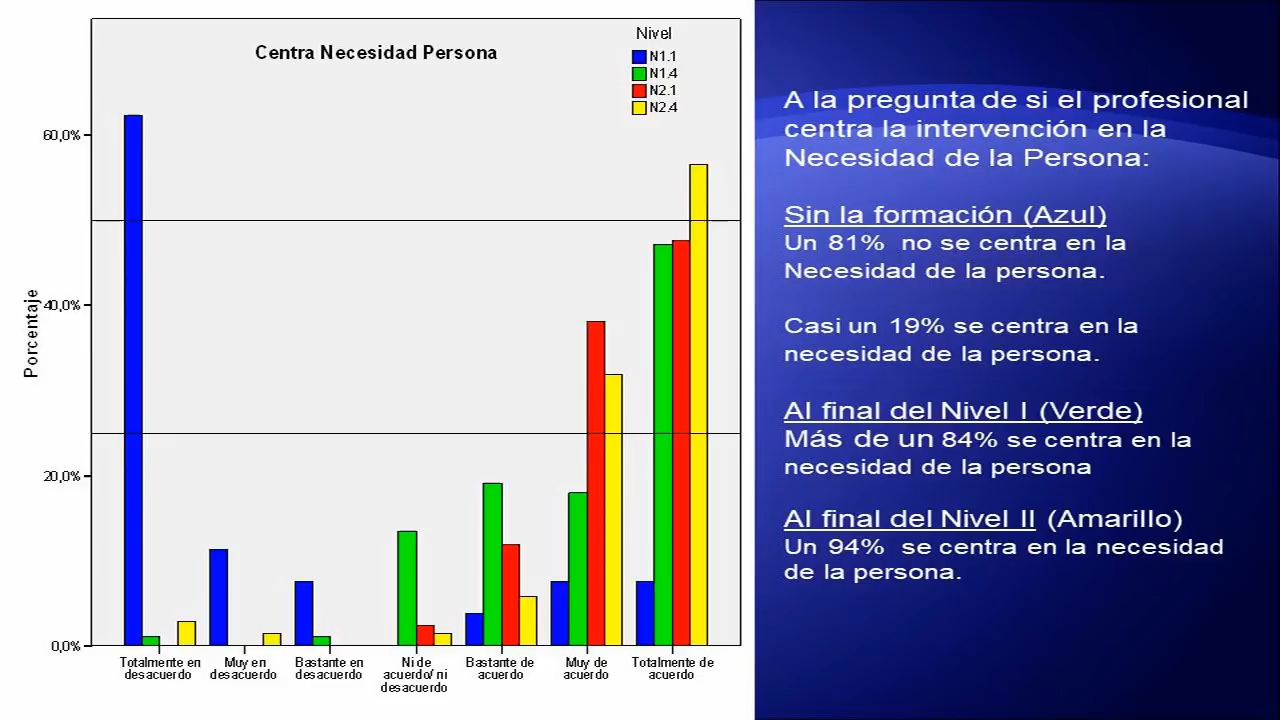 Centra Necesidad Persona
Nivel
N1.1
N1.4
N2.1
N2.4
60,0%
40,0%
20,0%
0,0%
Porcentaje
Totalmente en
desacuerdo
Muy en
desacuerdo
Bastante en
desacuerdo
Ni de
acuerdo/ ni
desacuerdo
Bastante de
acuerdo
Muy de
acuerdo
Totalmente de
acuerdo
A la pregunta de si el profesional
centra la intervención en la
Necesidad de la Persona:
Sin la formación (Azul)
Un 81% no se centra en la
Necesidad de la persona.
Casi un 19% se centra en la
necesidad de la persona.
Al final del Nivel I (Verde)
Más de un 84% se centra en la
necesidad de la persona
Al final del Nivel II (Amarillo)
Un 94% se centra en la necesidad
de la persona.